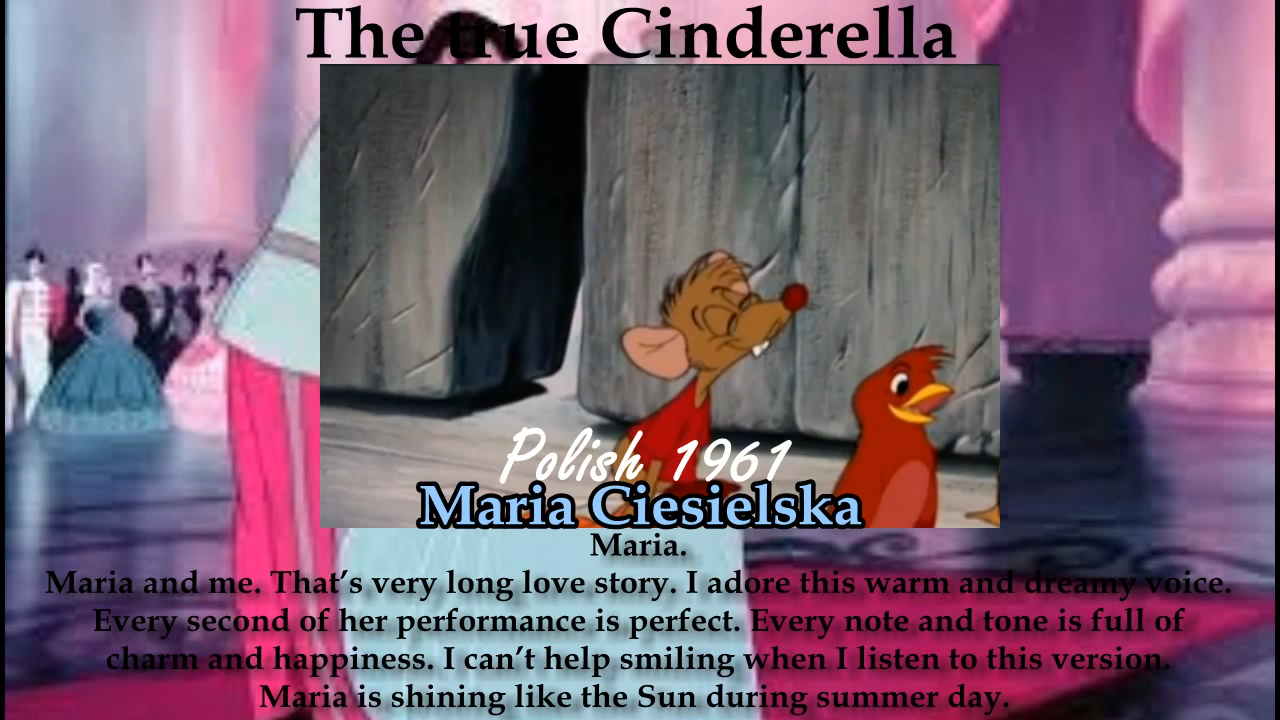 The true Cinderella
Polish 1961
Maria Ciesielska
Maria.
Maria and me. That’s very long love story. I adore this warm and dreamy voice.
Every second of her performance is perfect. Every note and tone is full of
charm and happiness. I can’t help smiling when I listen to this version.
Maria is shining like the Sun during summer day.